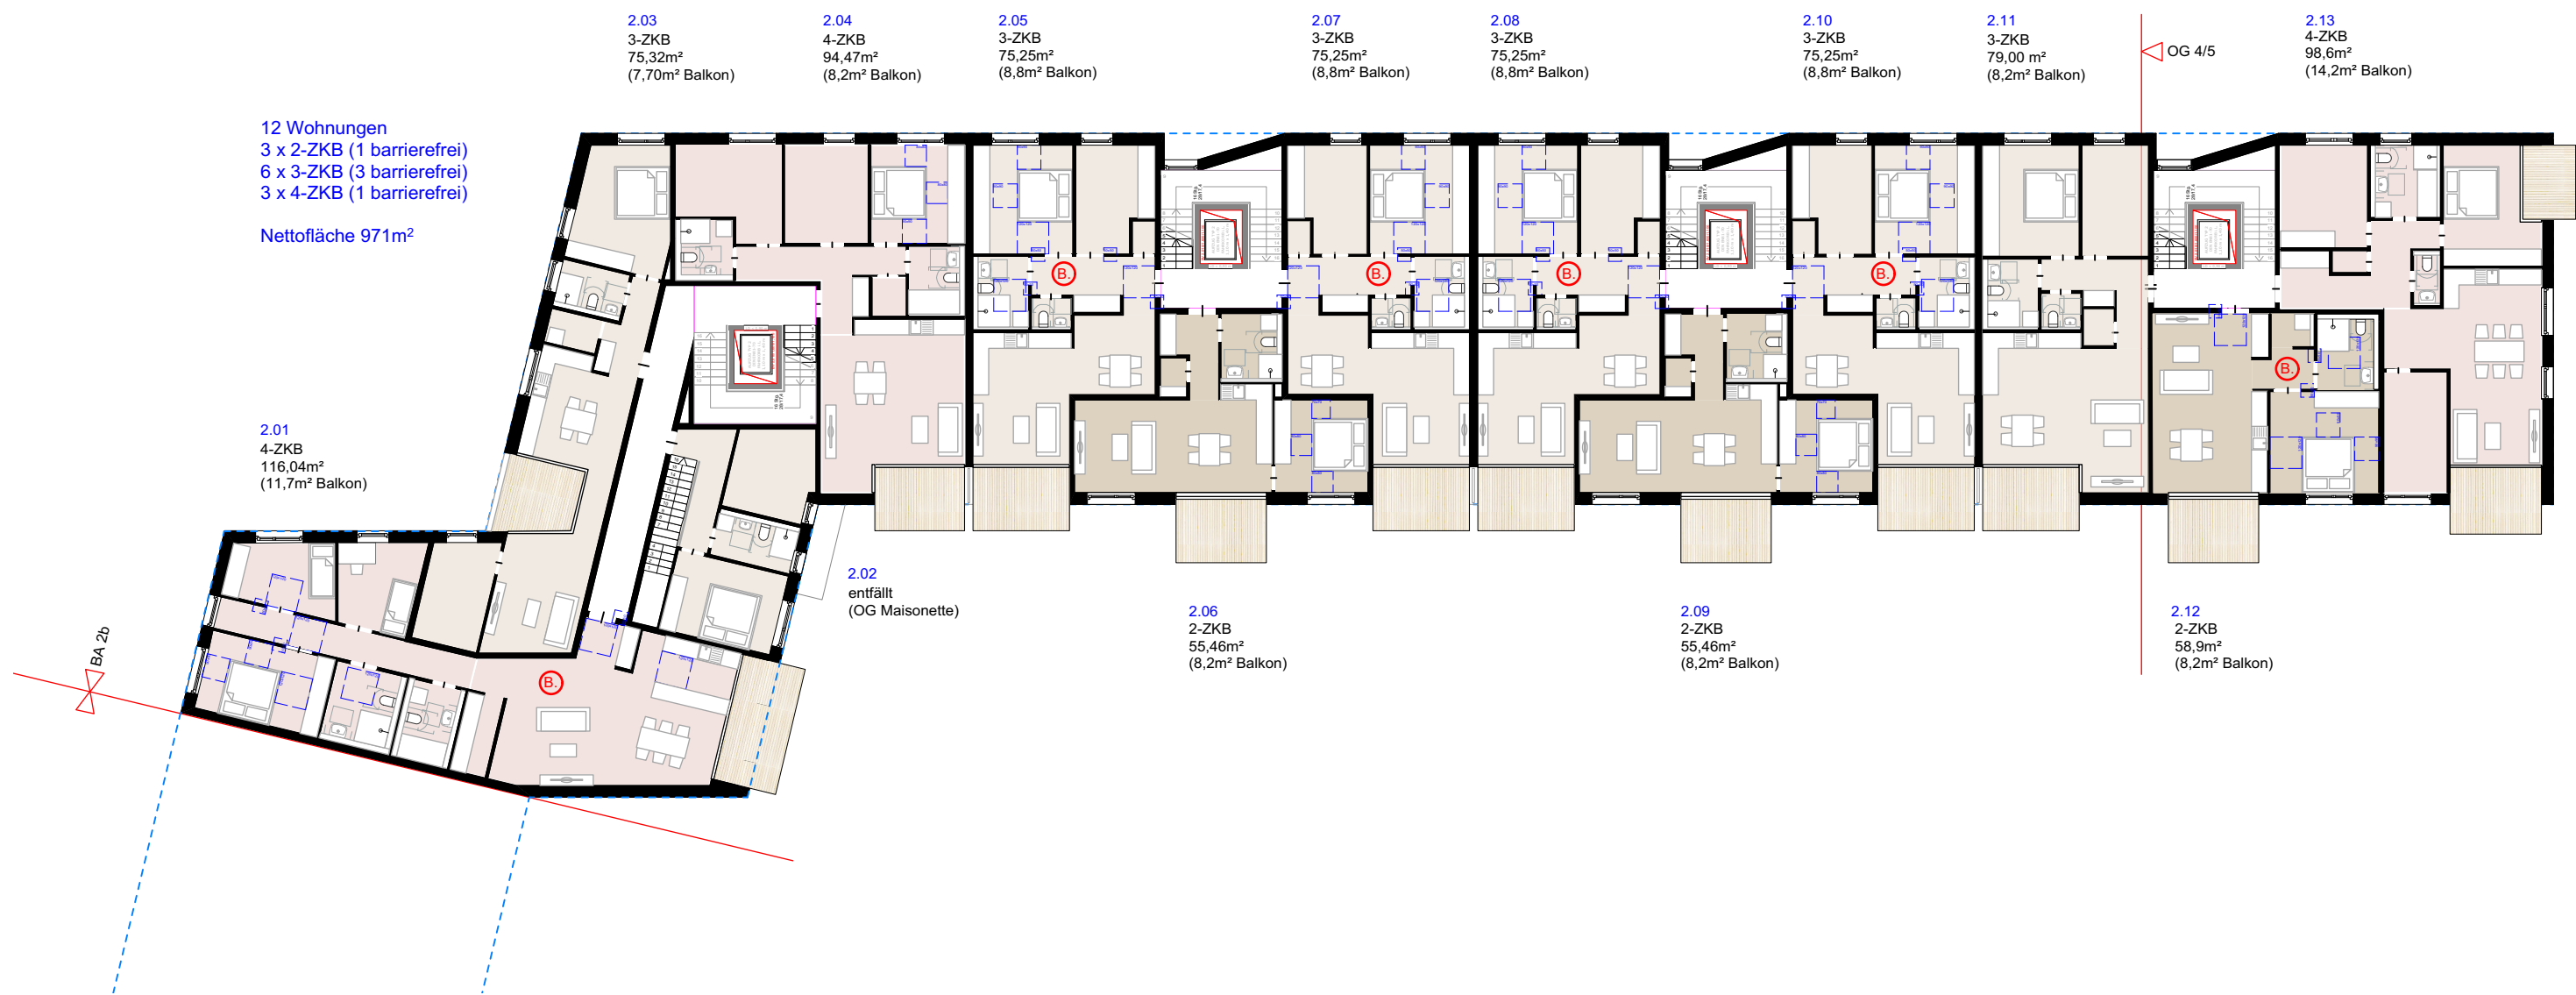 2.03
3-ZKB
75,32m²
(7,70m² Balkon)
2.04
4-ZKB
94,47m²
(8,2m² Balkon)
2.05
3-ZKB
75,25m²
(8,8m² Balkon)
2.07
3-ZKB
75,25m²
(8,8m² Balkon)
2.08
3-ZKB
75,25m²
(8,8m² Balkon)
2.10
3-ZKB
75,25m²
(8,8m² Balkon)
2.11
3-ZKB
79,00 m²
(8,2m² Balkon)
OG 4/5
2.13
4-ZKB
98,6m²
(14,2m² Balkon)
12 Wohnungen
3 x 2-ZKB (1 barrierefrei)
6 x 3-ZKB (3 barrierefrei)
3 x 4-ZKB (1 barrierefrei)
Nettofläche 971m²
B.
B.
B.
B.
B.
2.01
4-ZKB
116,04m²
(11,7m² Balkon)
2.02
entfällt
(OG Maisonette)
2.06
2-ZKB
55,46m²
(8,2m² Balkon)
2.09
2-ZKB
55,46m²
(8,2m² Balkon)
2.12
2-ZKB
58,9m²
(8,2m² Balkon)
BA 2b
B.